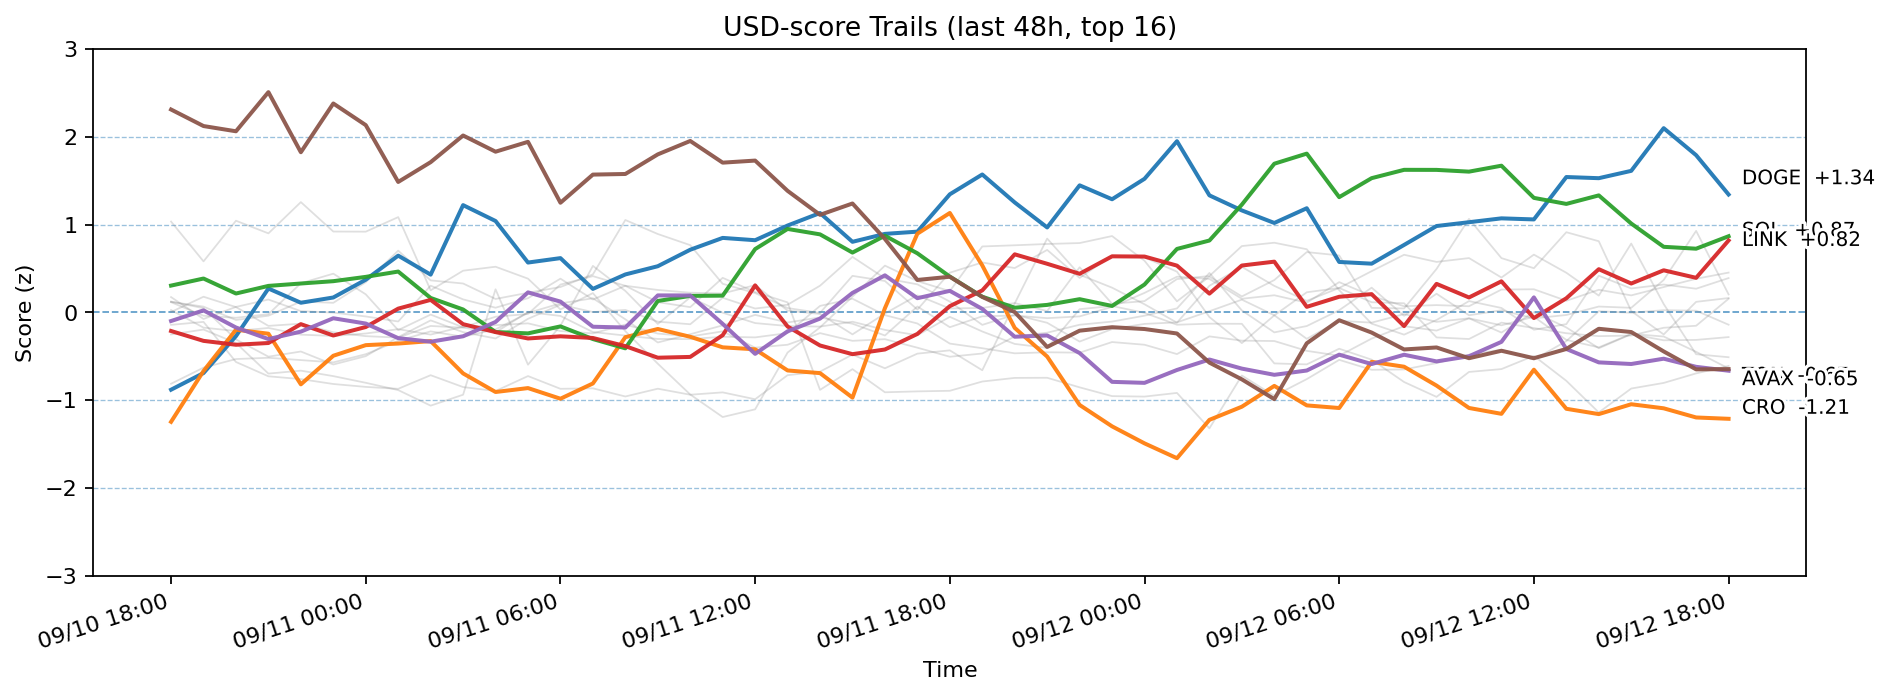 USD-score Trails (last 48h, top 16)
Score (z)
3
2
1
0
−1
−2
−3
DOGE +1.34
LINK +0.82
AVAX -0.65
CRO -1.21
09/10 18:00
09/11 00:00
09/11 06:00
09/11 12:00
09/11 18:00
09/12 00:00
09/12 06:00
09/12 12:00
09/12 18:00
Time